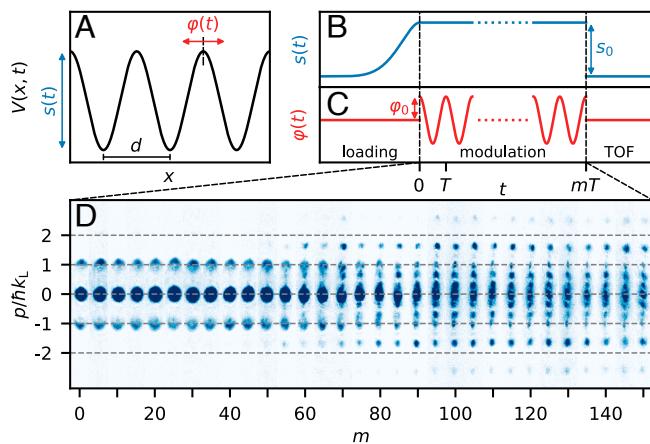 A
φ(t)
V(x, t)
s(t)
d
x
B
s(t)
s₀
C
φ(t)
φ₀
loading
modulation
TOF
0
T
t
mT
D
p/ħk_L
2
1
0
-1
-2
0
20
40
60
80
100
120
140
m